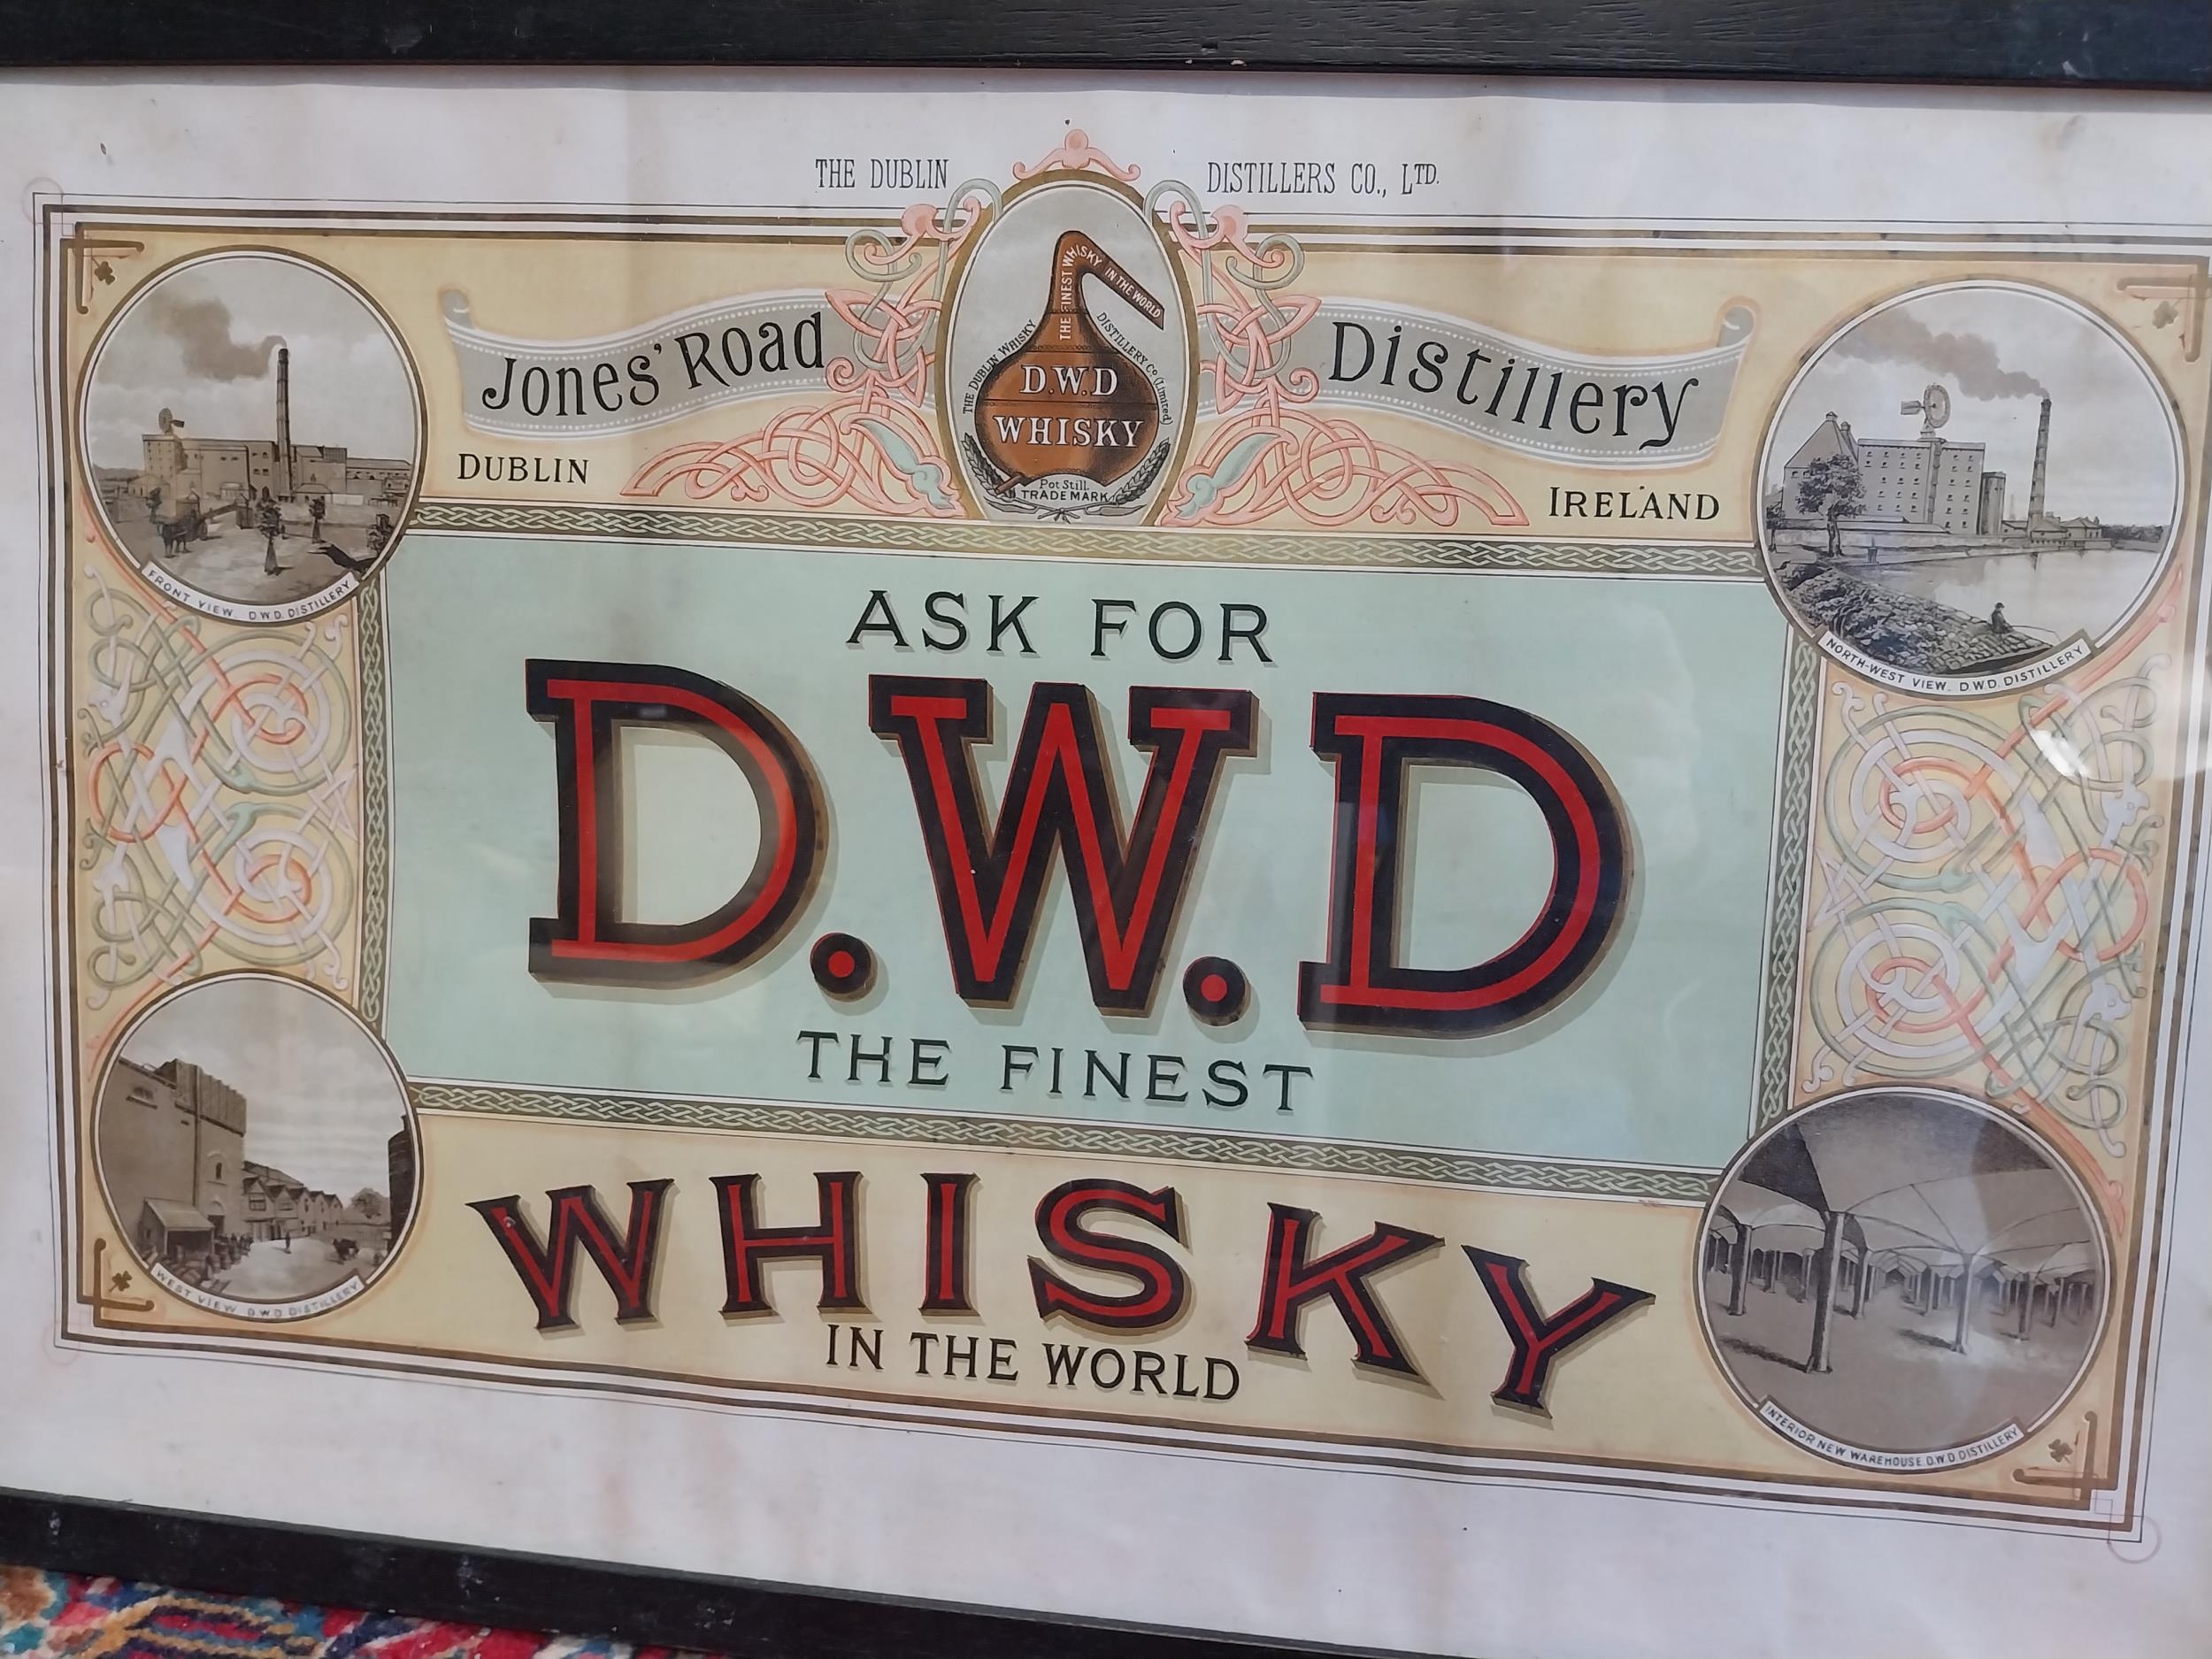 THE DUBLIN DISTILLERS CO., LTD.
Jones' Road Distillery
DUBLIN
IRELAND
THE FINEST WHISKY IN THE WORLD
THE DUBLIN WHISKY DISTILLERY Co (Limited)
D.W.D
WHISKY
Pot Still.
TRADE MARK
FRONT VIEW D.W.D. DISTILLERY
NORTH-WEST VIEW. D.W.D. DISTILLERY
ASK FOR
D.W.D
THE FINEST
WHISKY
IN THE WORLD
WEST VIEW D.W.D DISTILLERY
INTERIOR NEW WAREHOUSE D.W.D DISTILLERY